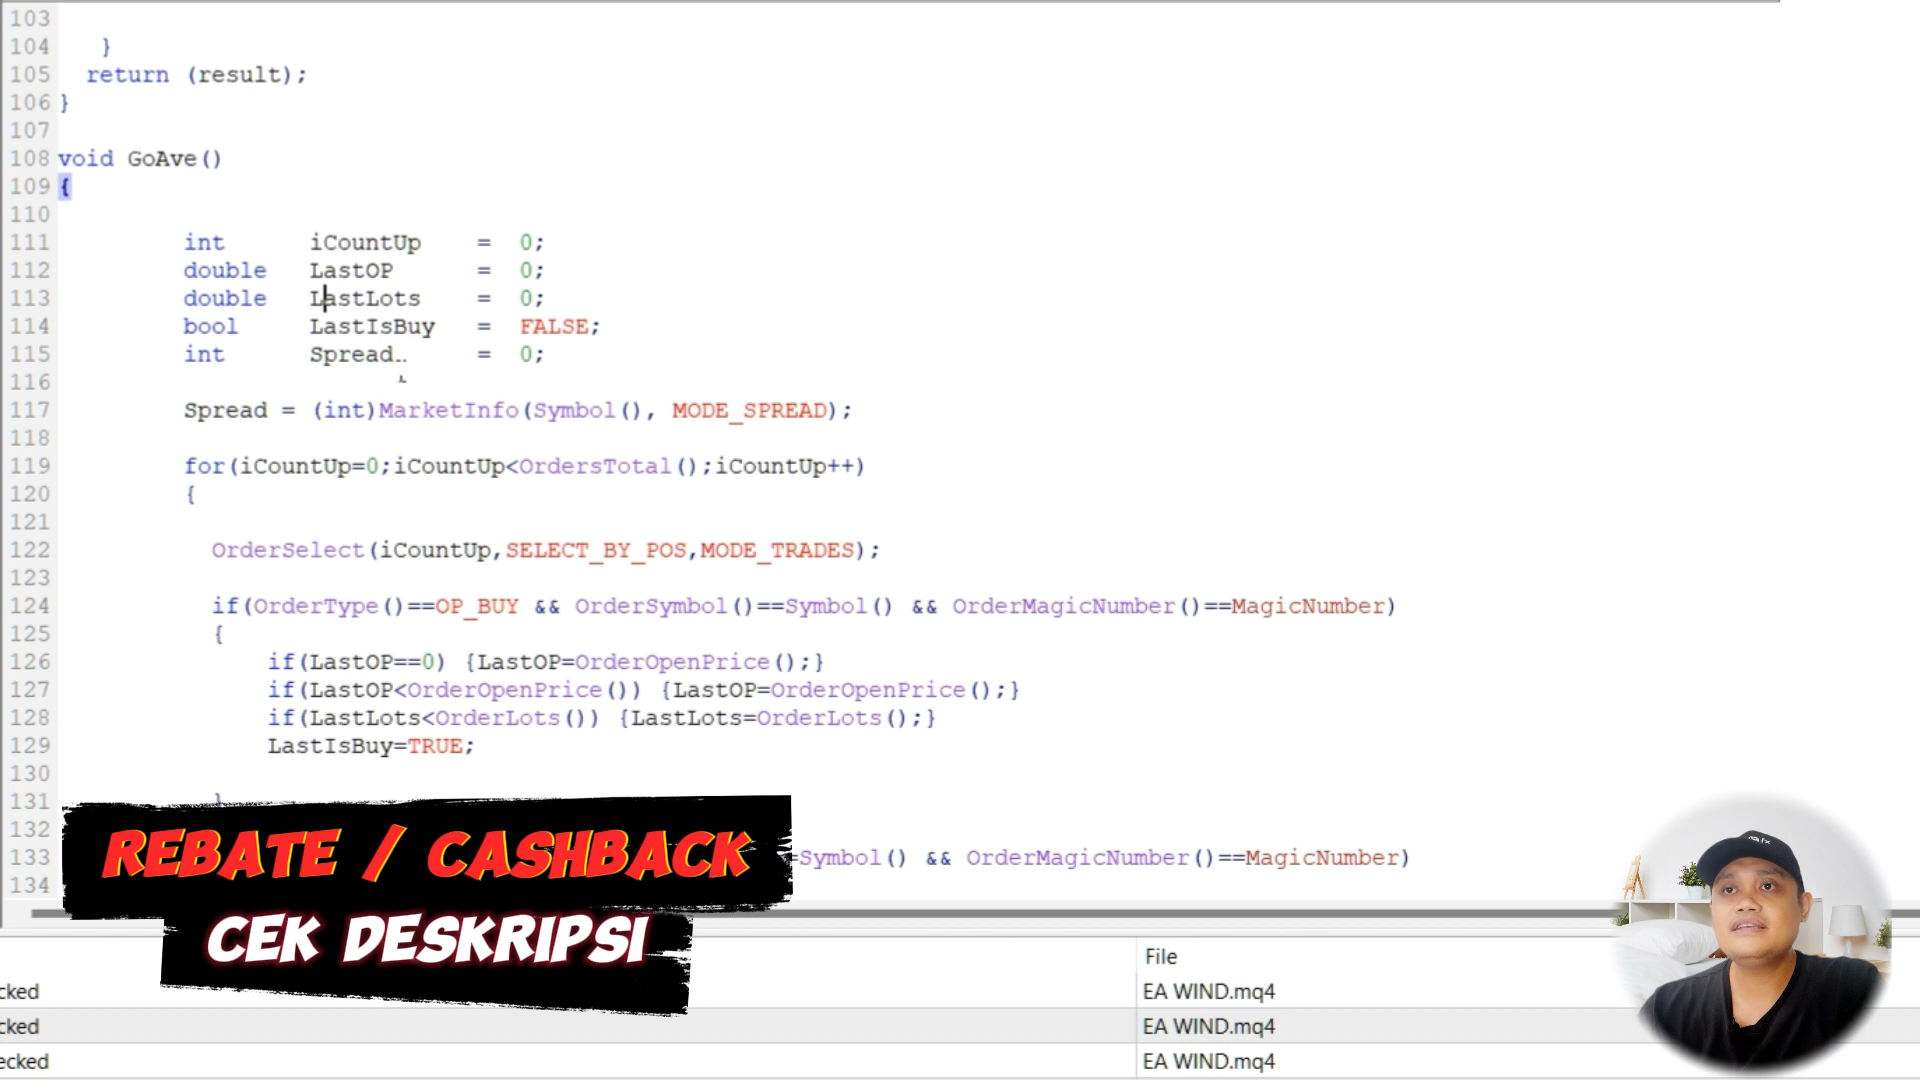 103
104 }
105 return (result);
106 }
107
108 void GoAve()
109 {
110
111 int iCountUp = 0;
112 double LastOP = 0;
113 double LastLots = 0;
114 bool LastIsBuy = FALSE;
115 int Spread.. = 0;
116
117 Spread = (int)MarketInfo(Symbol(), MODE_SPREAD);
118
119 for(iCountUp=0;iCountUp<OrdersTotal();iCountUp++)
120 {
121
122 OrderSelect(iCountUp,SELECT_BY_POS,MODE_TRADES);
123
124 if(OrderType()==OP_BUY && OrderSymbol()==Symbol() && OrderMagicNumber()==MagicNumber)
125 {
126 if(LastOP==0) {LastOP=OrderOpenPrice();}
127 if(LastOP<OrderOpenPrice()) {LastOP=OrderOpenPrice();}
128 if(LastLots<OrderLots()) {LastLots=OrderLots();}
129 LastIsBuy=TRUE;
130
131 }
132
133 =Symbol() && OrderMagicNumber()==MagicNumber)
134
REBATE / CASHBACK
CEK DESKRIPSI
File
cked EA WIND.mq4
cked EA WIND.mq4
ecked EA WIND.mq4